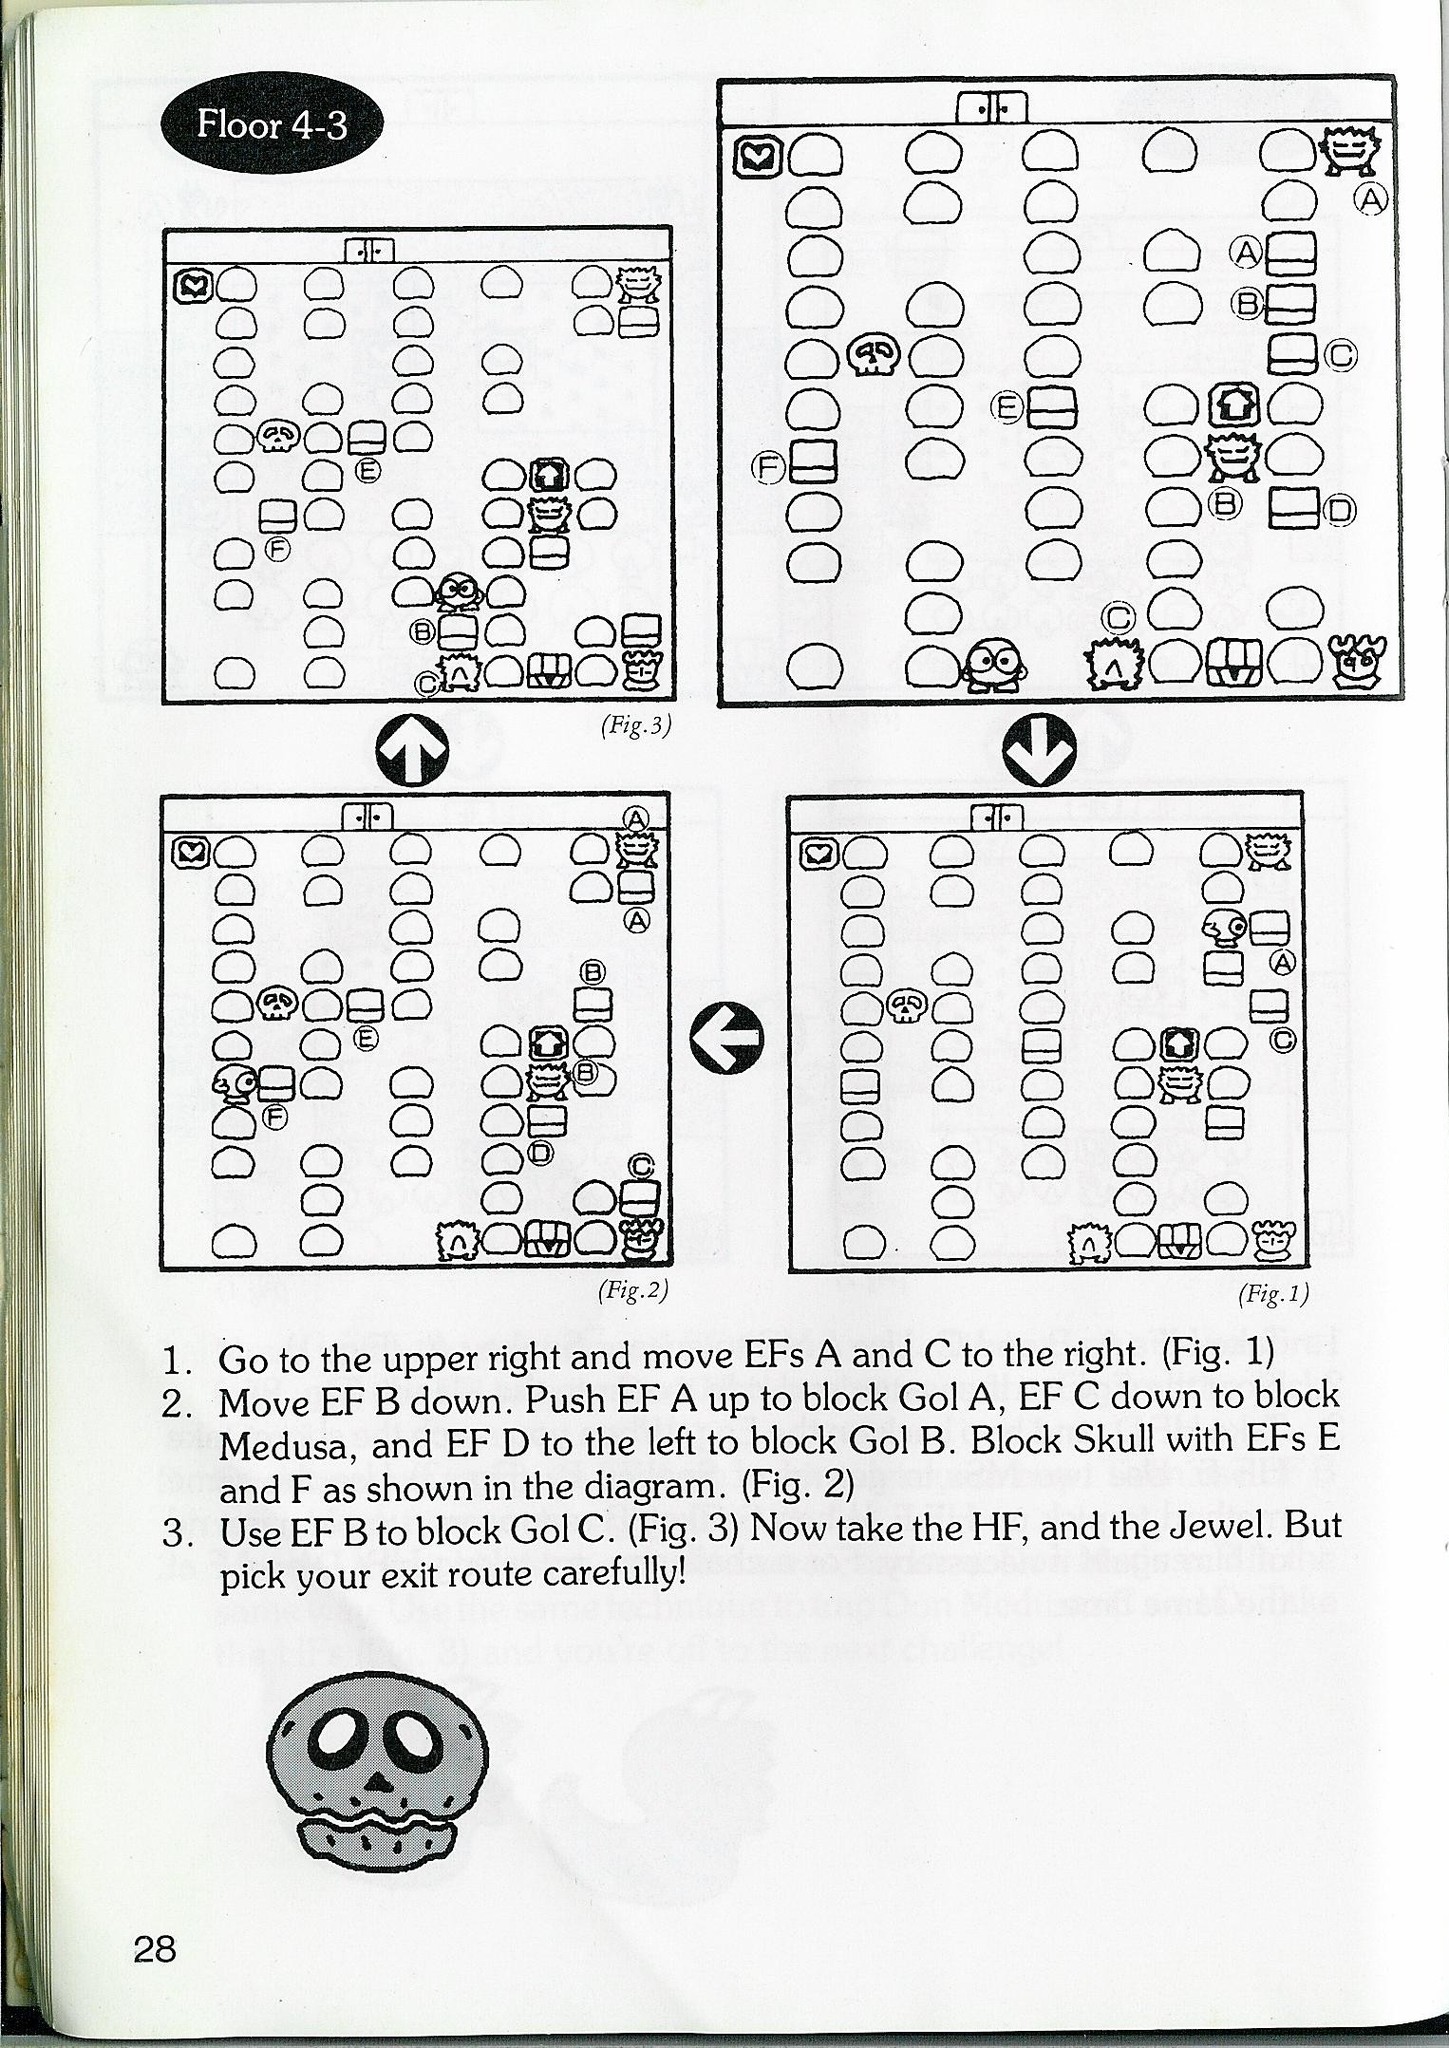 Floor 4-3
A
A
B
C
E
F
B
D
C
(Fig.3)
E
F
B
C
(Fig.2)
A
A
B
E
B
F
D
C
(Fig.1)
A
C
1. Go to the upper right and move EFs A and C to the right. (Fig. 1)
2. Move EF B down. Push EF A up to block Gol A, EF C down to block
Medusa, and EF D to the left to block Gol B. Block Skull with EFs E
and F as shown in the diagram. (Fig. 2)
3. Use EF B to block Gol C. (Fig. 3) Now take the HF, and the Jewel. But
pick your exit route carefully!
28